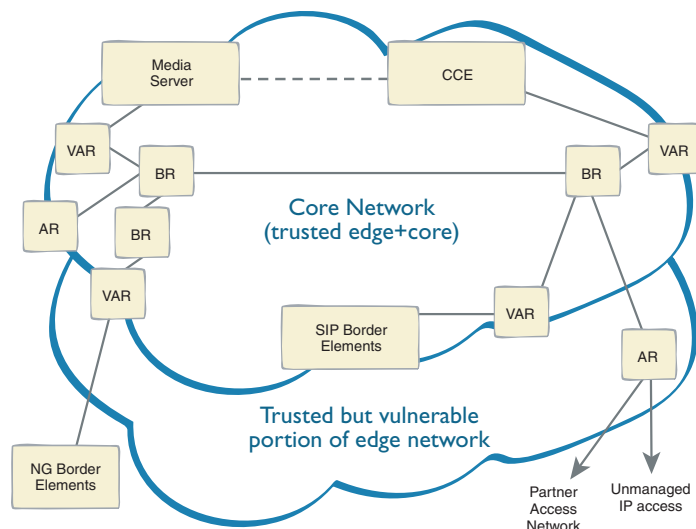 Media
Server
CCE
VAR
VAR
BR
BR
AR
BR
Core Network
(trusted edge+core)
VAR
VAR
SIP Border
Elements
AR
Trusted but vulnerable
portion of edge network
NG Border
Elements
Partner
Access
Network
Unmanaged
IP access